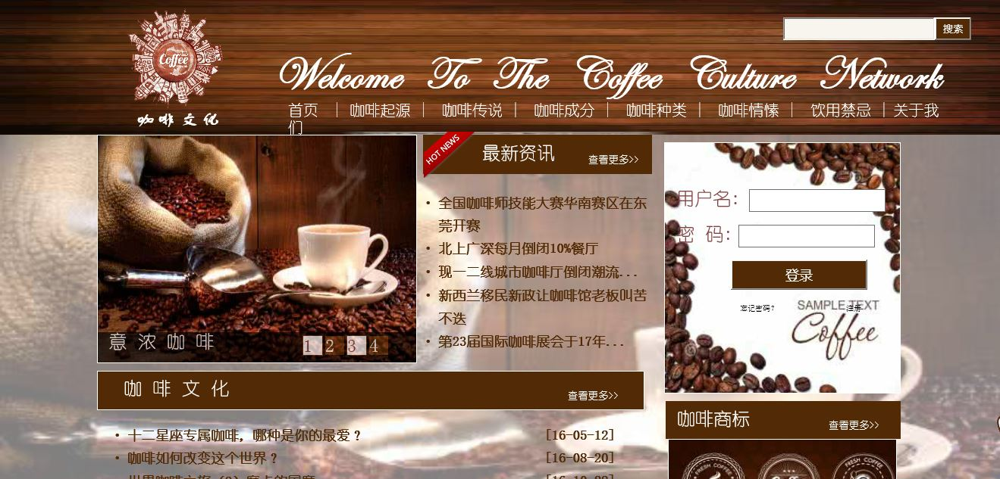 Coffee
咖啡文化
搜索
Welcome To The Coffee Culture Network
首页 咖啡起源 咖啡传说 咖啡成分 咖啡种类 咖啡情愫 饮用禁忌 关于我
们
意浓咖啡
1 2 3 4
HOT NEWS
最新资讯
查看更多>>
• 全国咖啡师技能大赛华南赛区在东
莞开赛
• 北上广深每月倒闭10%餐厅
• 现一二线城市咖啡厅倒闭潮流...
• 新西兰移民新政让咖啡馆老板叫苦
不迭
• 第23届国际咖啡展会于17年...
用户名：
密 码：
登录
忘记密码? 注册
SAMPLE TEXT
Coffee
咖啡文化
查看更多>>
• 十二星座专属咖啡，哪种是你的最爱？ [16-05-12]
• 咖啡如何改变这个世界？ [16-08-20]
咖啡商标
查看更多>>
FRESH COFFEE
FRESH COFFEE